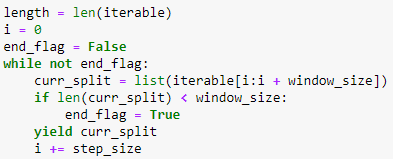 length = len(iterable)
i = 0
end_flag = False
while not end_flag:
    curr_split = list(iterable[i:i + window_size])
    if len(curr_split) < window_size:
        end_flag = True
    yield curr_split
    i += step_size